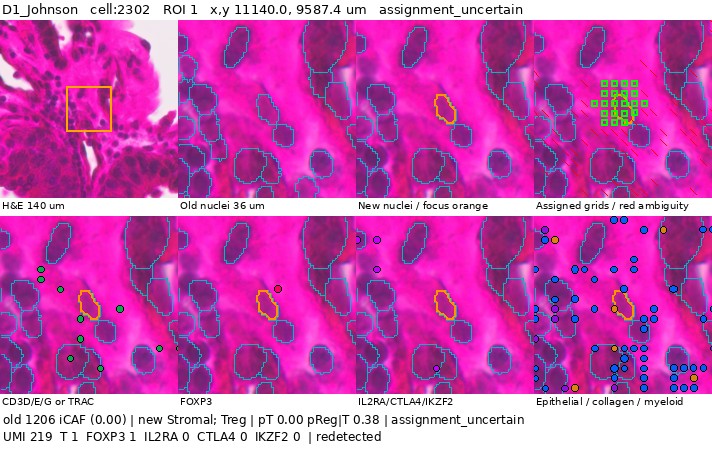 D1_Johnson cell:2302 ROI 1 x,y 11140.0, 9587.4 um assignment_uncertain
H&E 140 um
Old nuclei 36 um
New nuclei / focus orange
Assigned grids / red ambiguity
CD3D/E/G or TRAC
FOXP3
IL2RA/CTLA4/IKZF2
Epithelial / collagen / myeloid
old 1206 iCAF (0.00) | new Stromal; Treg | pT 0.00 pReg|T 0.38 | assignment_uncertain
UMI 219 T 1 FOXP3 1 IL2RA 0 CTLA4 0 IKZF2 0 | redetected